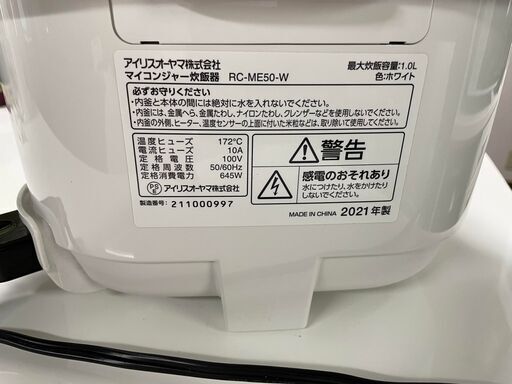 アイリスオーヤマ株式会社
マイコンジャー炊飯器 RC-ME50-W
最大炊飯容量:1.0L
色:ホワイト
必ずお守りください
・内釜と本体の間には絶対に水を入れないでください。
・内釜には、金属へら、金属たわし、ナイロンたわし、クレンザーなどを使用しないでください。
・内釜の外側、ヒーター、温度センサーの上面に付いた米粒などは、取り除いて使用してください。
温度ヒューズ 172℃
電流ヒューズ 10A
定格電圧 100V
定格周波数 50/60Hz
定格消費電力 645W
PSE アイリスオーヤマ株式会社
製造番号: 211000997
警告
感電のおそれあり
水につけたり、水をかけたり
しないでください。
MADE IN CHINA 2021年製